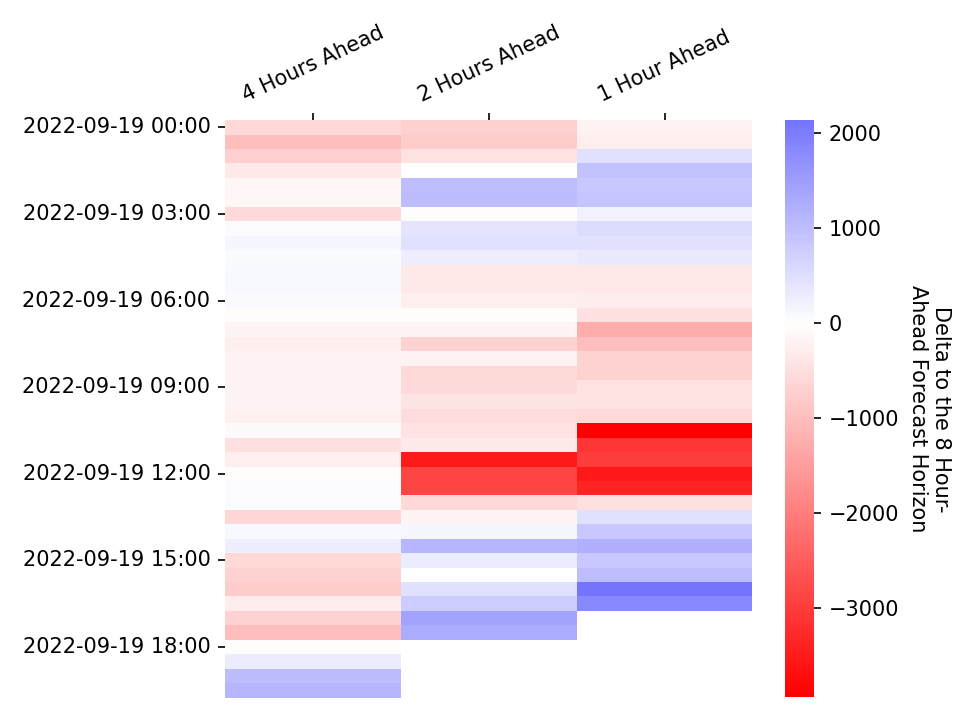 4 Hours Ahead
2 Hours Ahead
1 Hour Ahead
2022-09-19 00:00
2022-09-19 03:00
2022-09-19 06:00
2022-09-19 09:00
2022-09-19 12:00
2022-09-19 15:00
2022-09-19 18:00
2000
1000
0
−1000
−2000
−3000
Delta to the 8 Hour-
Ahead Forecast Horizon